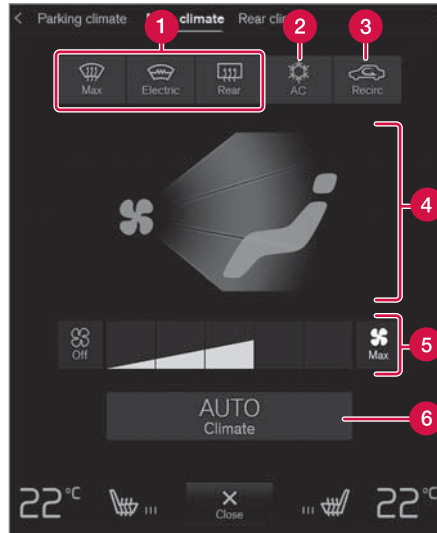 Parking climate climate Rear
1 2 3
Max Electric Rear AC Recirc
4
Off Max 5
AUTO
Climate 6
22°C Close 22°C